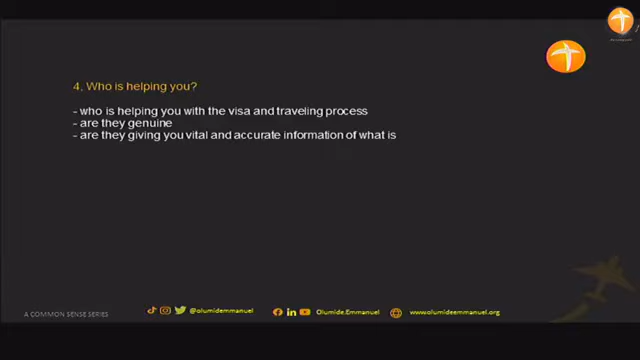 4. Who is helping you?
- who is helping you with the visa and traveling process
- are they genuine
- are they giving you vital and accurate information of what is
A COMMON SENSE SERIES
@olumidemmanuel
Olumide.Emmanuel
www.olumideemmanuel.org